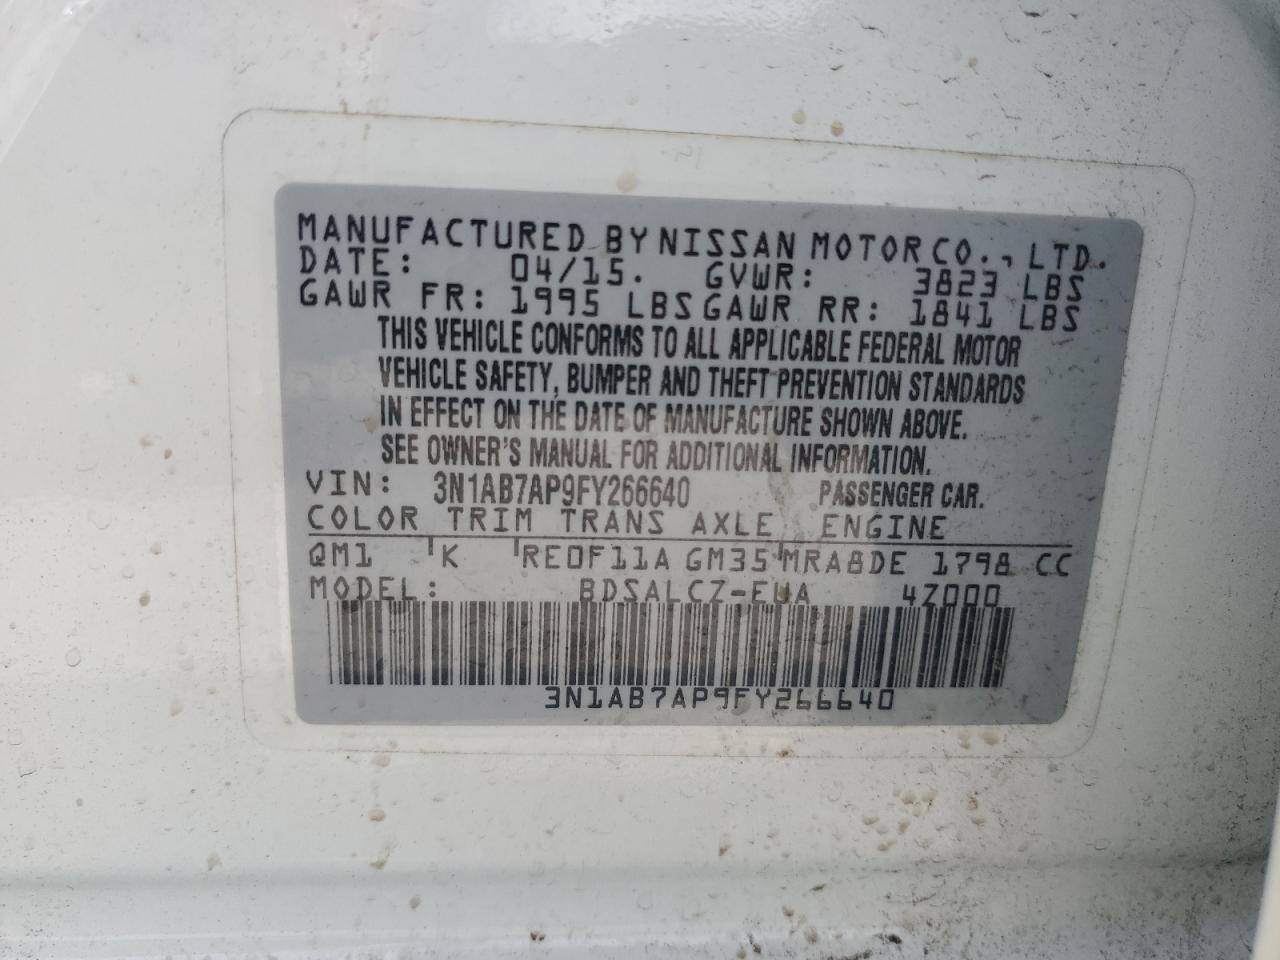 MANUFACTURED BY NISSAN MOTOR CO., LTD.
DATE: 04/15. GVWR: 3823 LBS
GAWR FR: 1995 LBS GAWR RR: 1841 LBS
THIS VEHICLE CONFORMS TO ALL APPLICABLE FEDERAL MOTOR
VEHICLE SAFETY, BUMPER AND THEFT PREVENTION STANDARDS
IN EFFECT ON THE DATE OF MANUFACTURE SHOWN ABOVE.
SEE OWNER'S MANUAL FOR ADDITIONAL INFORMATION.
VIN: 3N1AB7AP9FY266640 PASSENGER CAR.
COLOR TRIM TRANS AXLE ENGINE
QM1 K RE0F11A GM35 MRA8DE 1798 CC
MODEL: BDSALCZ-EUA 4Z000
3N1AB7AP9FY266640